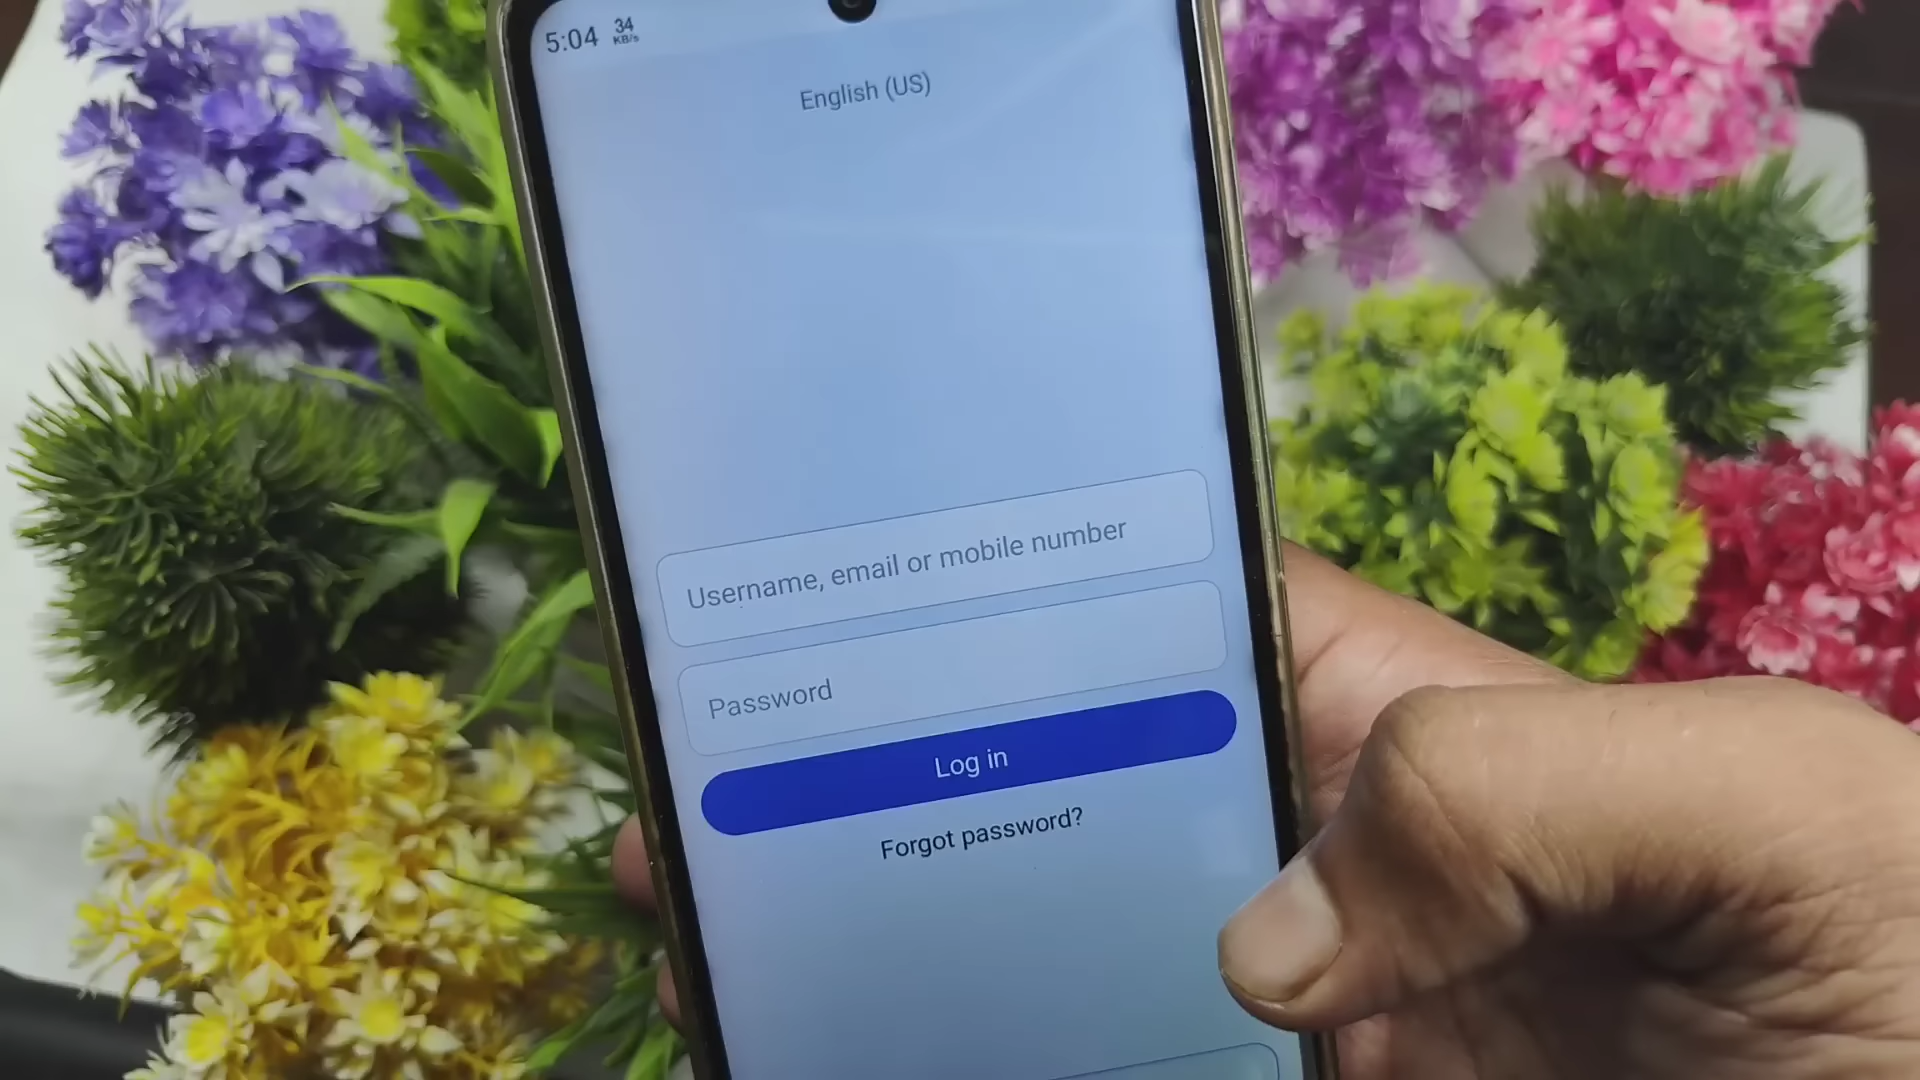 5:04 34 KB/s
English (US)
Username, email or mobile number
Password
Log in
Forgot password?